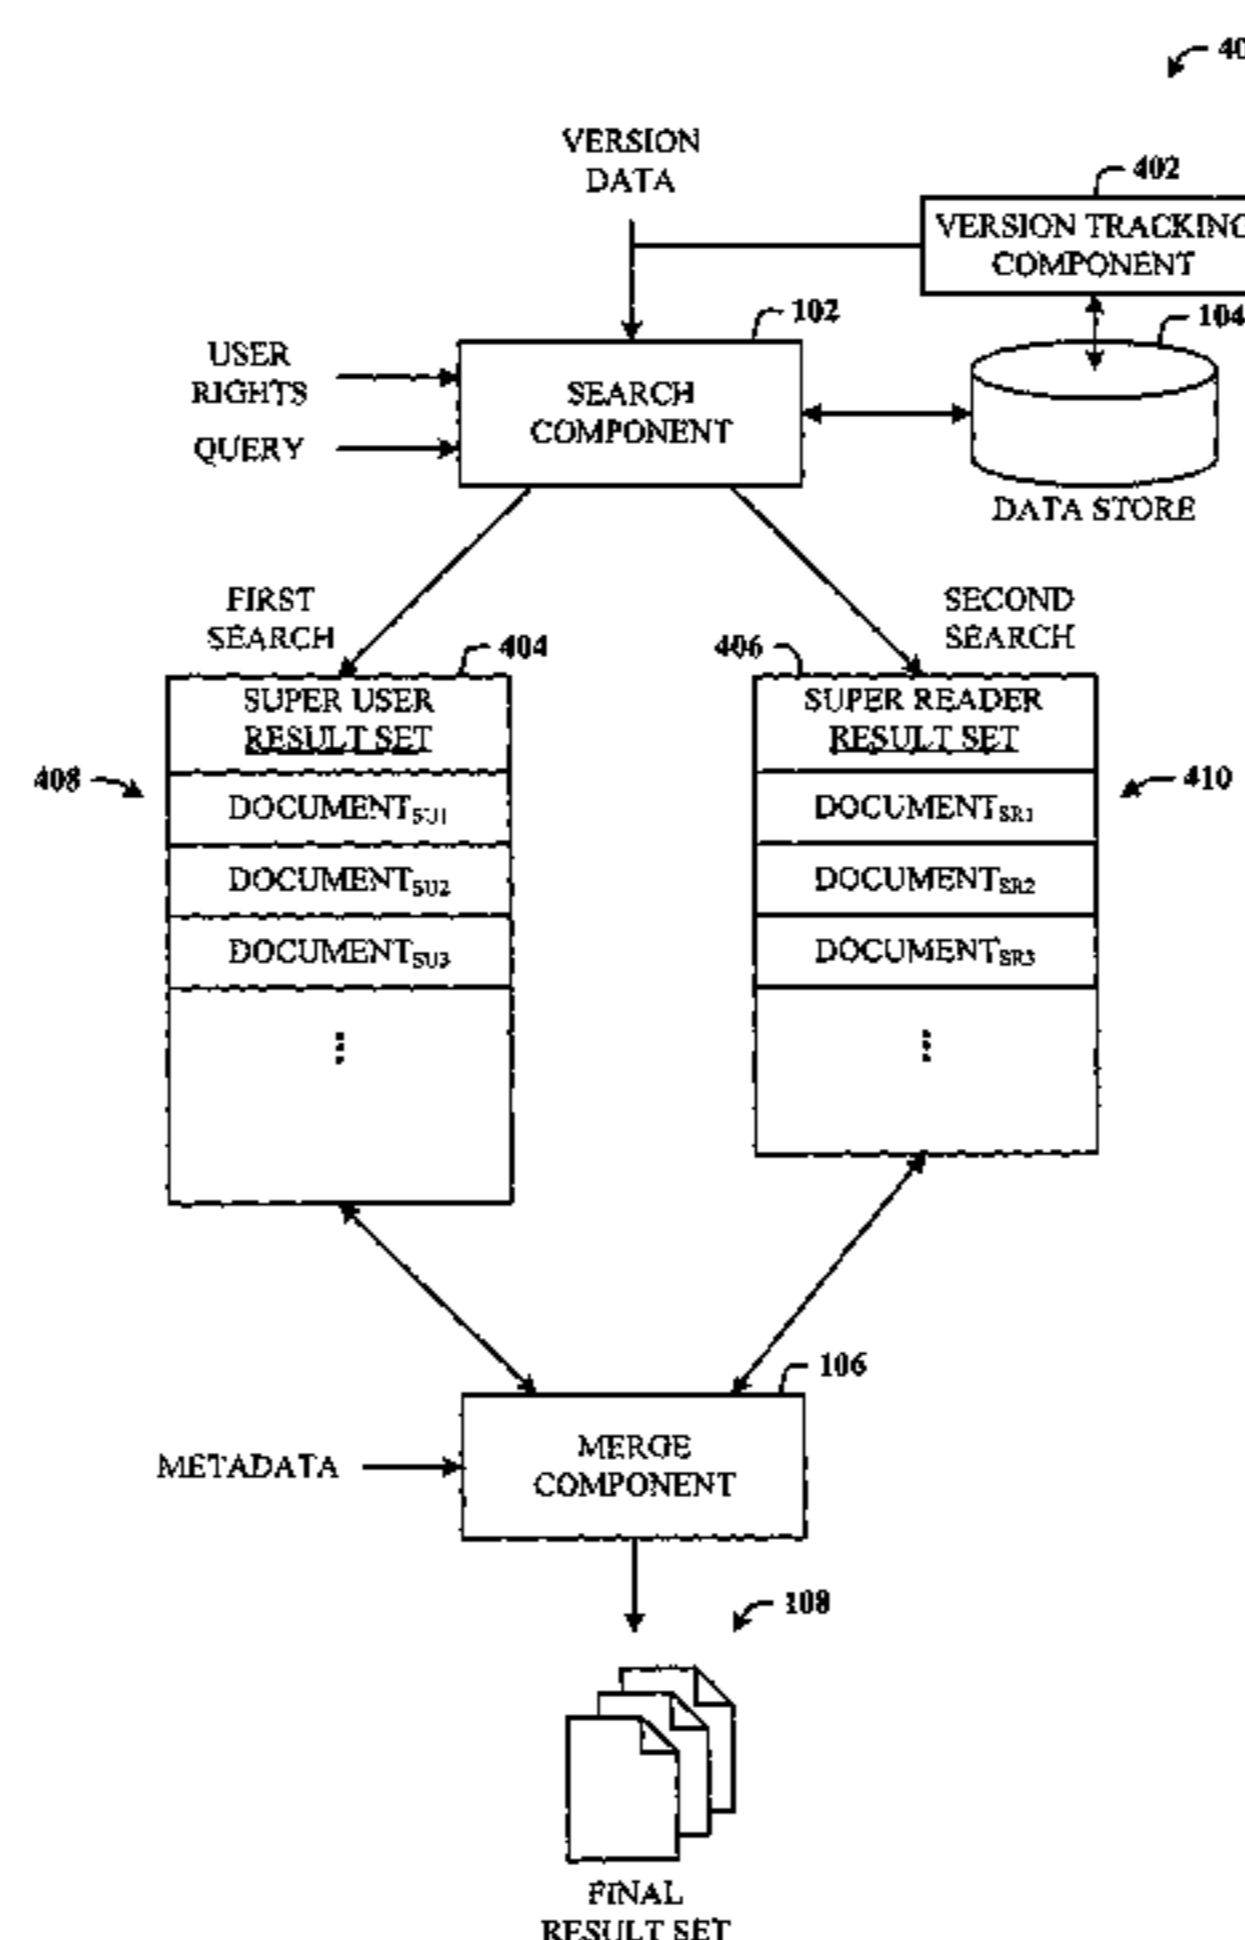 40
VERSION
DATA
402
VERSION TRACKING
COMPONENT
102
104
USER
RIGHTS
SEARCH
COMPONENT
QUERY
DATA STORE
FIRST
SEARCH
SECOND
SEARCH
404
406
SUPER USER
RESULT SET
SUPER READER
RESULT SET
408
410
DOCUMENTSU1
DOCUMENTSR1
DOCUMENTSU2
DOCUMENTSR2
DOCUMENTSU3
DOCUMENTSR3
106
METADATA
MERGE
COMPONENT
108
FINAL
RESULT SET